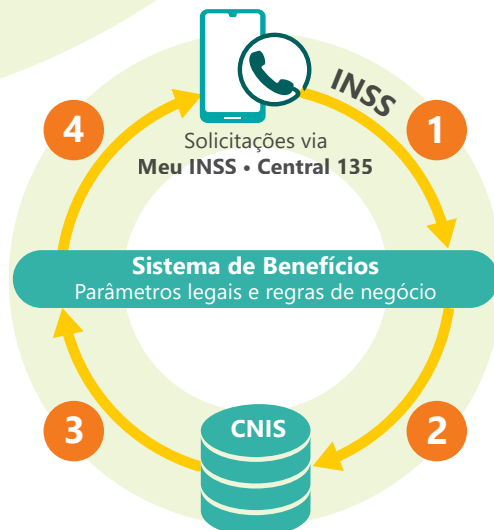 INSS
4
1
Solicitações via
Meu INSS • Central 135
Sistema de Benefícios
Parâmetros legais e regras de negócio
CNIS
3
2